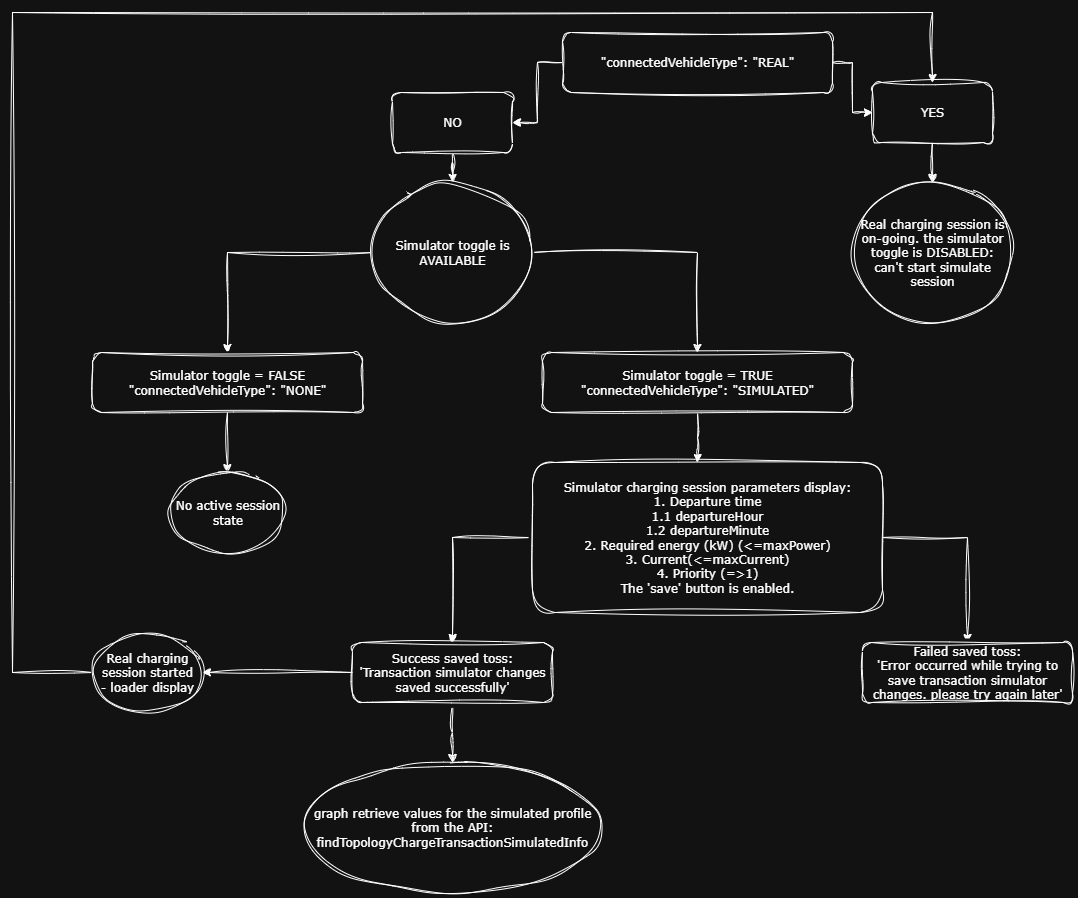 "connectedVehicleType": "REAL"
NO
YES
Simulator toggle is
AVAILABLE
Real charging session is
on-going. the simulator
toggle is DISABLED:
can't start simulate
session
Simulator toggle = FALSE
"connectedVehicleType": "NONE"
Simulator toggle = TRUE
"connectedVehicleType": "SIMULATED"
No active session
state
Simulator charging session parameters display:
1. Departure time
1.1 departureHour
1.2 departureMinute
2. Required energy (kW) (<=maxPower)
3. Current(<=maxCurrent)
4. Priority (=>1)
The 'save' button is enabled.
Real charging
session started
- loader display
Success saved toss:
'Transaction simulator changes
saved successfully'
Failed saved toss:
'Error occurred while trying to
save transaction simulator
changes. please try again later'
graph retrieve values for the simulated profile
from the API:
findTopologyChargeTransactionSimulatedInfo